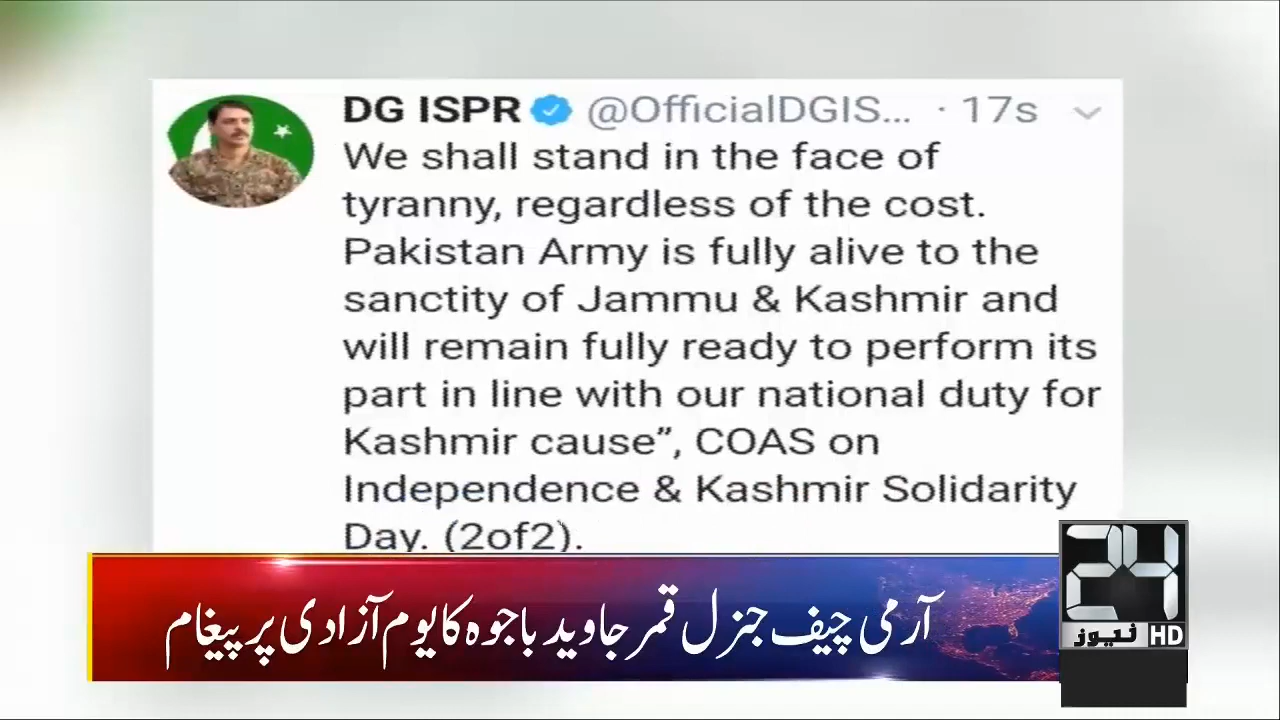 DG ISPR @OfficialDGIS... · 17s
We shall stand in the face of
tyranny, regardless of the cost.
Pakistan Army is fully alive to the
sanctity of Jammu & Kashmir and
will remain fully ready to perform its
part in line with our national duty for
Kashmir cause”, COAS on
Independence & Kashmir Solidarity
Day. (2of2).
آرمی چیف جنرل قمر جاوید باجوہ کا یوم آزادی پر پیغام
24
نیوز HD